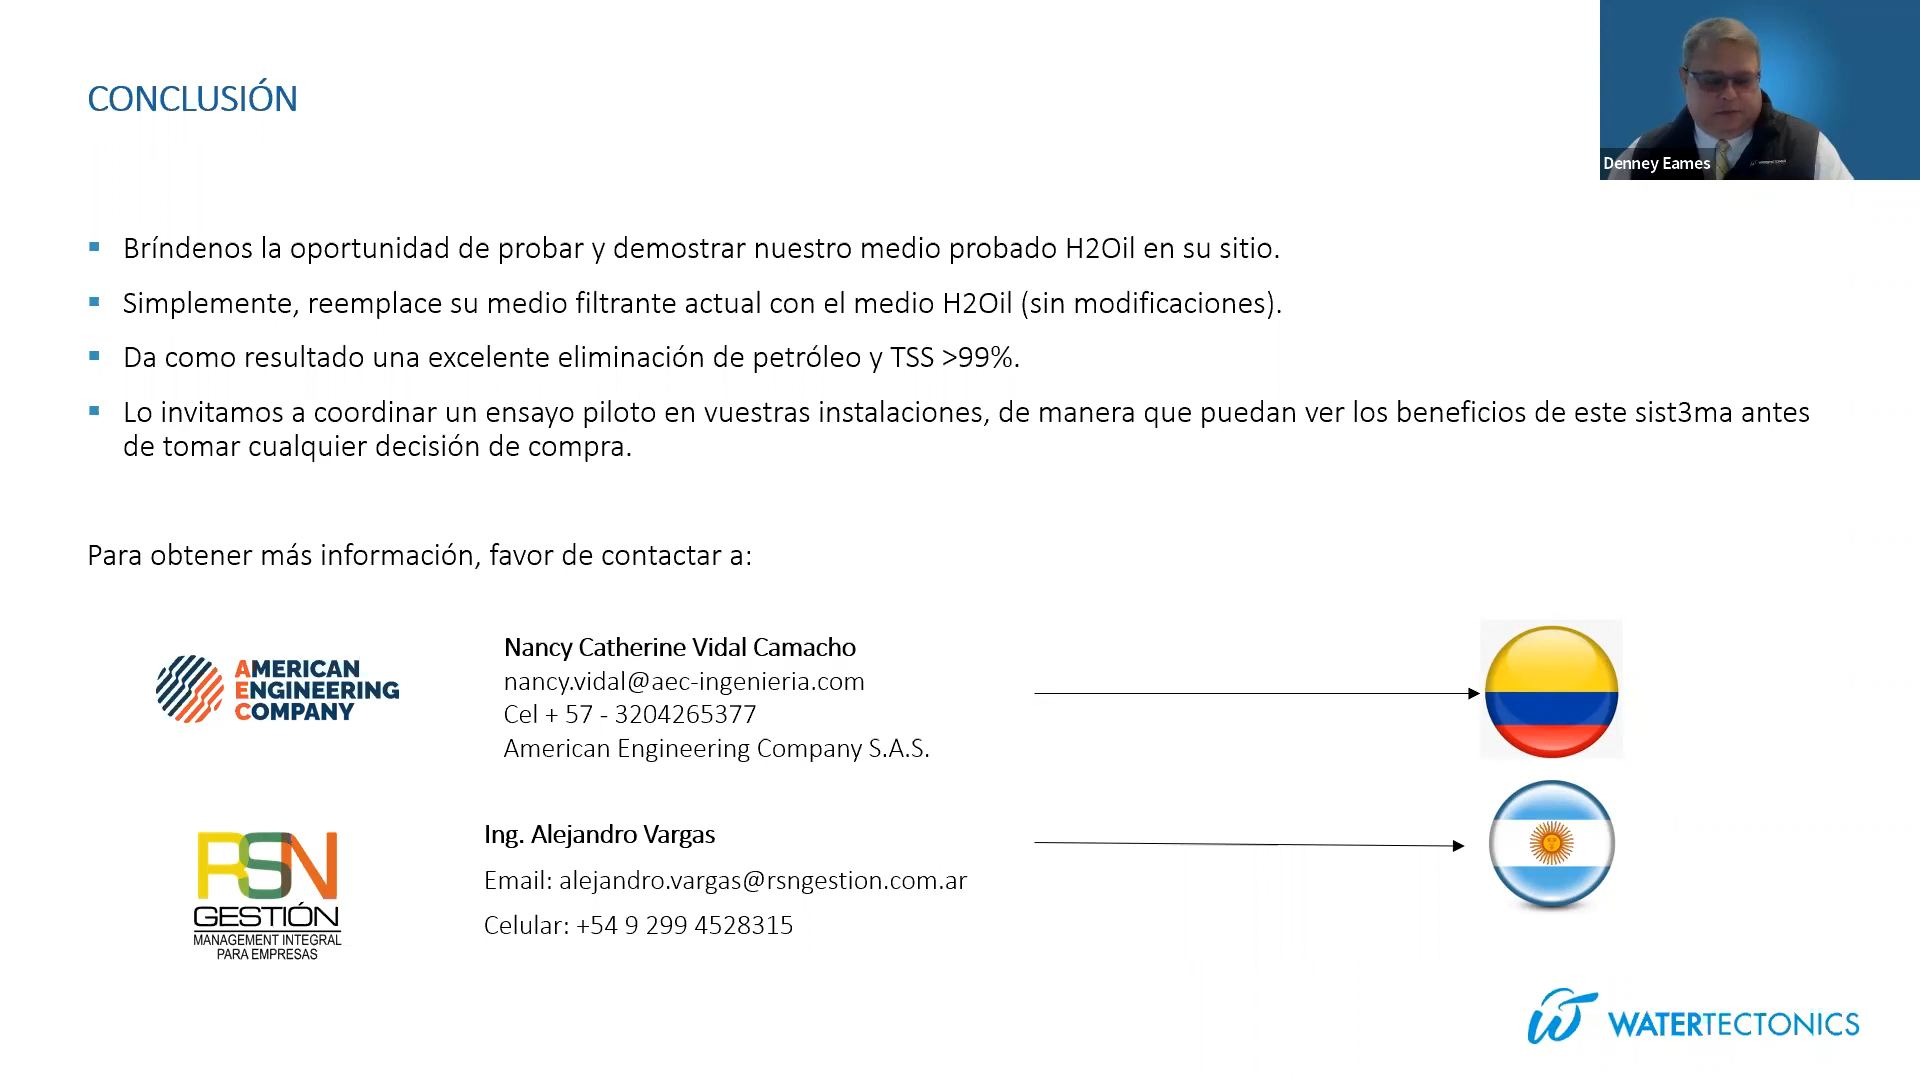 CONCLUSIÓN
Denney Eames
Bríndenos la oportunidad de probar y demostrar nuestro medio probado H2Oil en su sitio.
Simplemente, reemplace su medio filtrante actual con el medio H2Oil (sin modificaciones).
Da como resultado una excelente eliminación de petróleo y TSS >99%.
Lo invitamos a coordinar un ensayo piloto en vuestras instalaciones, de manera que puedan ver los beneficios de este sist3ma antes
de tomar cualquier decisión de compra.
Para obtener más información, favor de contactar a:
AMERICAN
ENGINEERING
COMPANY
Nancy Catherine Vidal Camacho
nancy.vidal@aec-ingenieria.com
Cel + 57 - 3204265377
American Engineering Company S.A.S.
RSN
GESTIÓN
MANAGEMENT INTEGRAL
PARA EMPRESAS
Ing. Alejandro Vargas
Email: alejandro.vargas@rsngestion.com.ar
Celular: +54 9 299 4528315
WATERTECTONICS